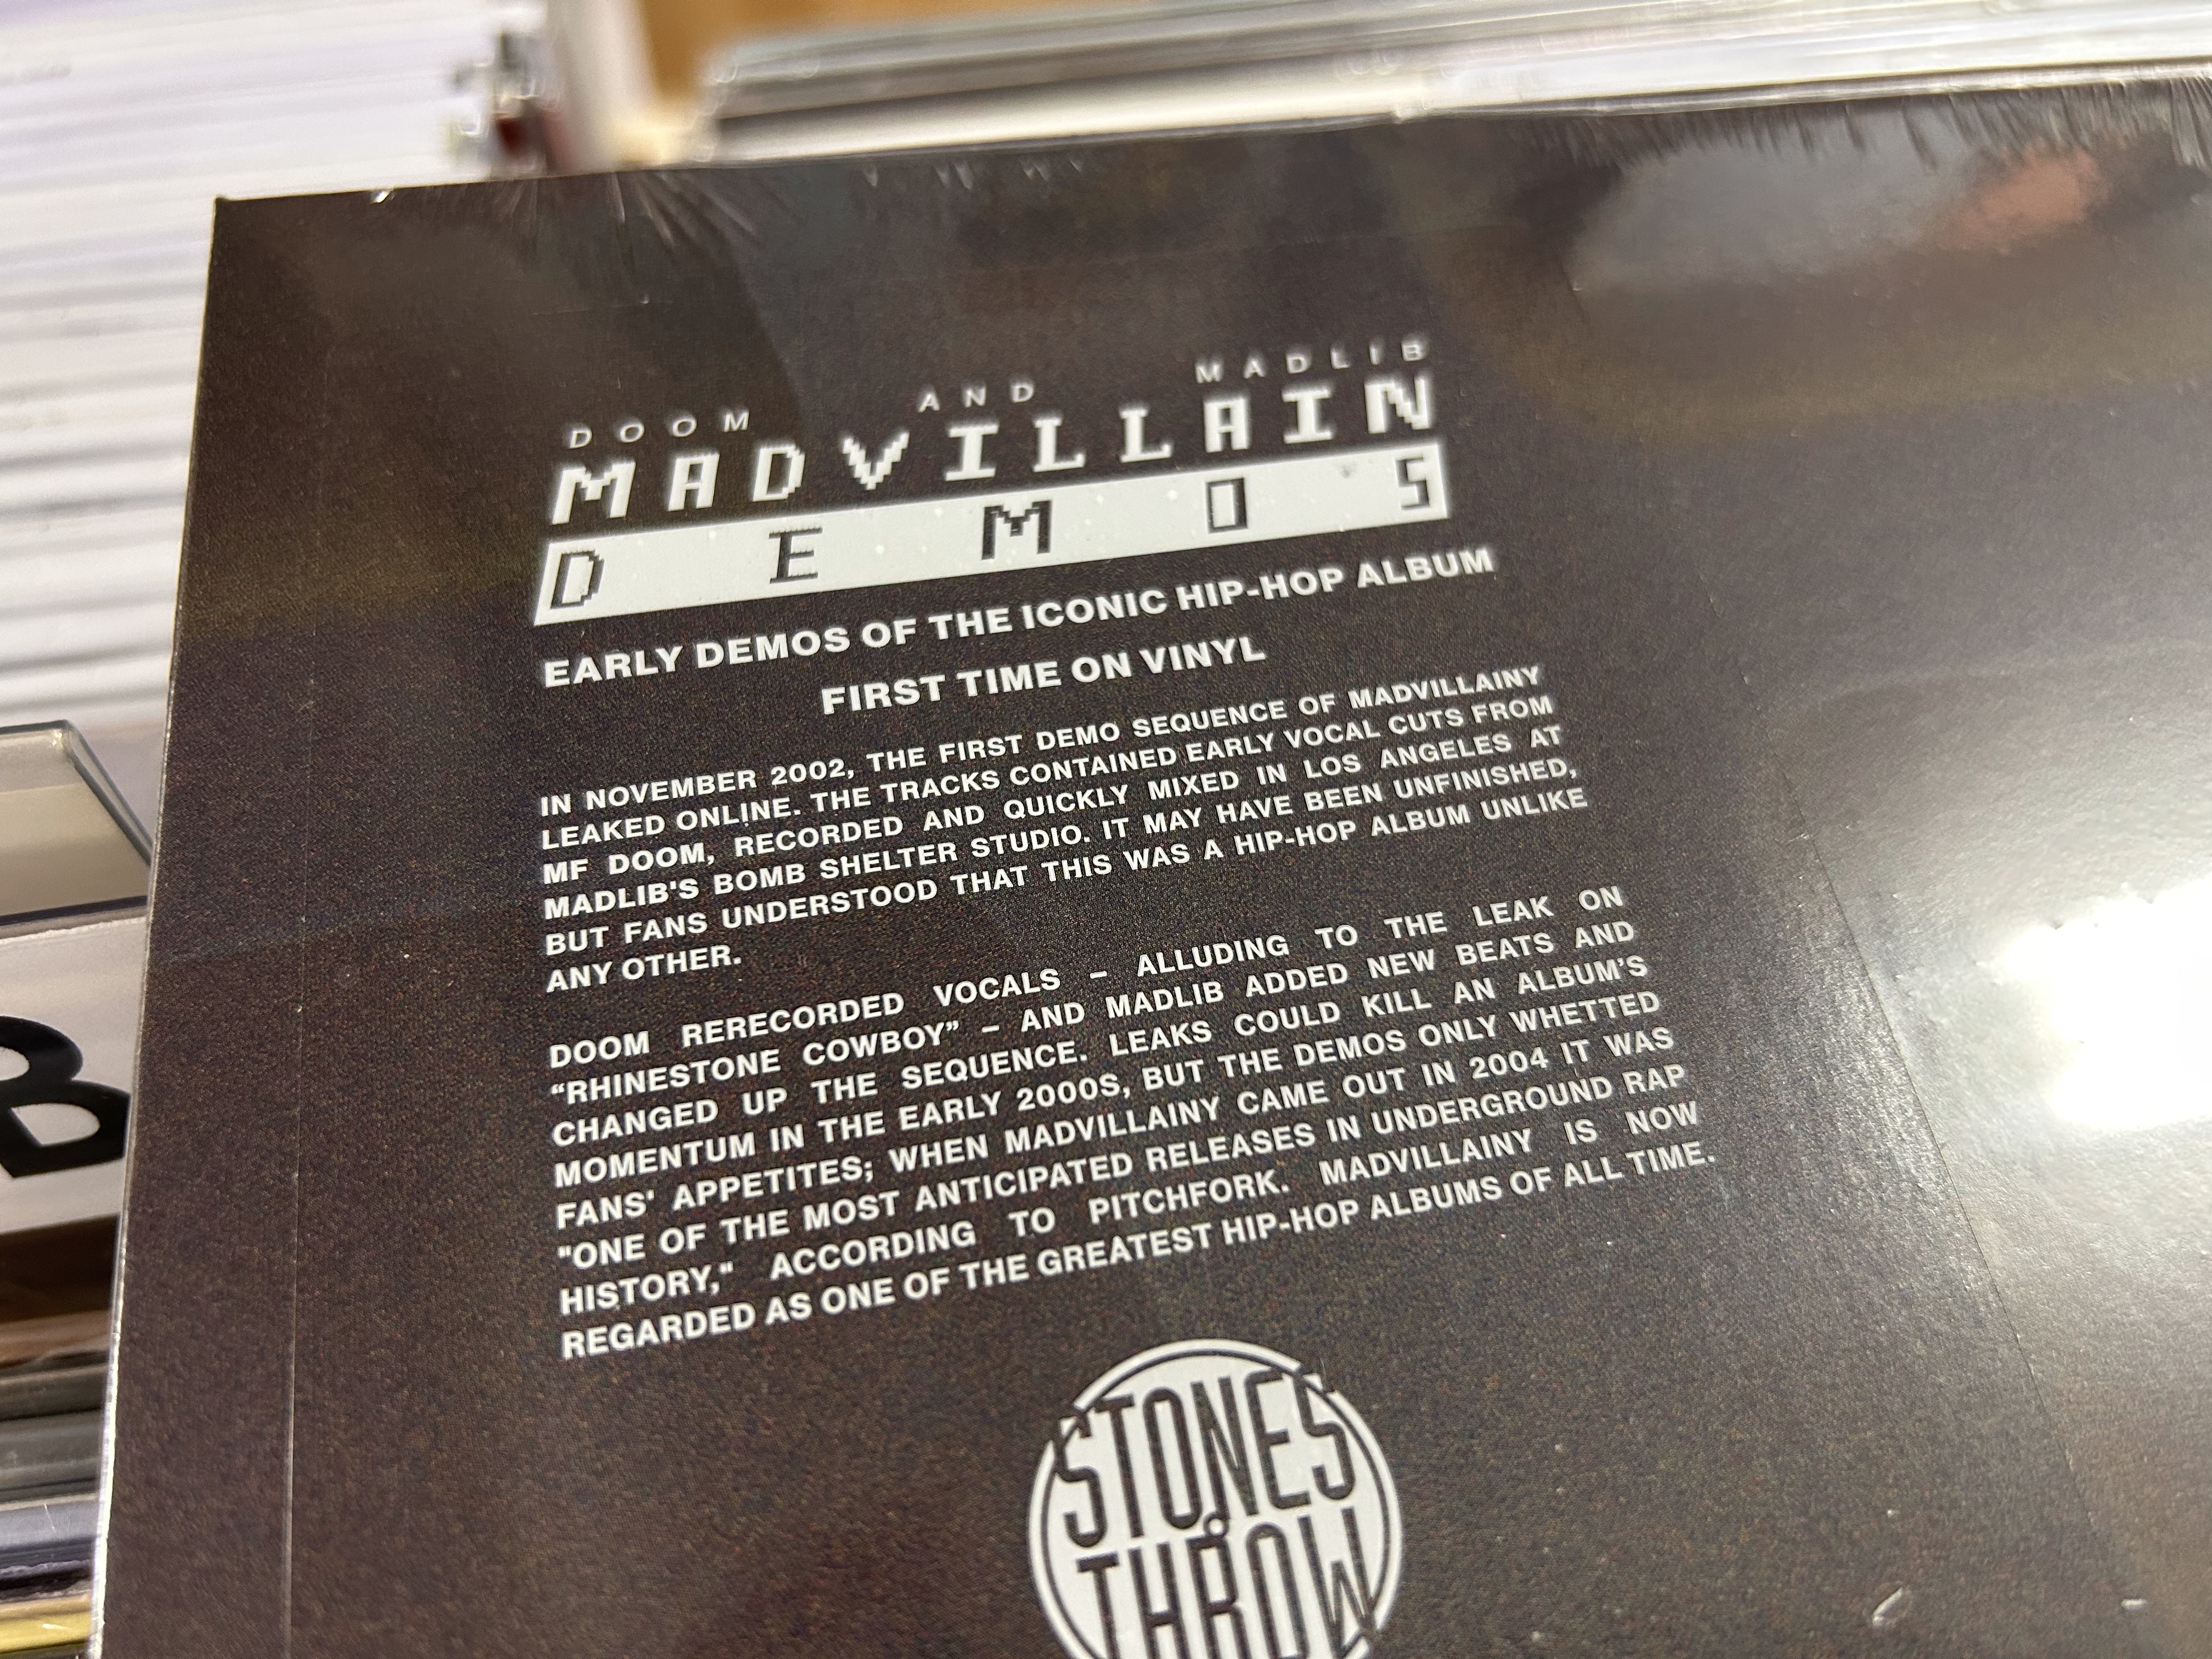 DOOM AND MADLIB
MADVILLAIN
DEMOS
EARLY DEMOS OF THE ICONIC HIP-HOP ALBUM
FIRST TIME ON VINYL
IN NOVEMBER 2002, THE FIRST DEMO SEQUENCE OF MADVILLAINY
LEAKED ONLINE. THE TRACKS CONTAINED EARLY VOCAL CUTS FROM
MF DOOM, RECORDED AND QUICKLY MIXED IN LOS ANGELES AT
MADLIB'S BOMB SHELTER STUDIO. IT MAY HAVE BEEN UNFINISHED,
BUT FANS UNDERSTOOD THAT THIS WAS A HIP-HOP ALBUM UNLIKE
ANY OTHER.
DOOM RERECORDED VOCALS – ALLUDING TO THE LEAK ON
“RHINESTONE COWBOY” – AND MADLIB ADDED NEW BEATS AND
CHANGED UP THE SEQUENCE. LEAKS COULD KILL AN ALBUM’S
MOMENTUM IN THE EARLY 2000S, BUT THE DEMOS ONLY WHETTED
FANS' APPETITES; WHEN MADVILLAINY CAME OUT IN 2004 IT WAS
"ONE OF THE MOST ANTICIPATED RELEASES IN UNDERGROUND RAP
HISTORY," ACCORDING TO PITCHFORK. MADVILLAINY IS NOW
REGARDED AS ONE OF THE GREATEST HIP-HOP ALBUMS OF ALL TIME.
STONES
THROW
B